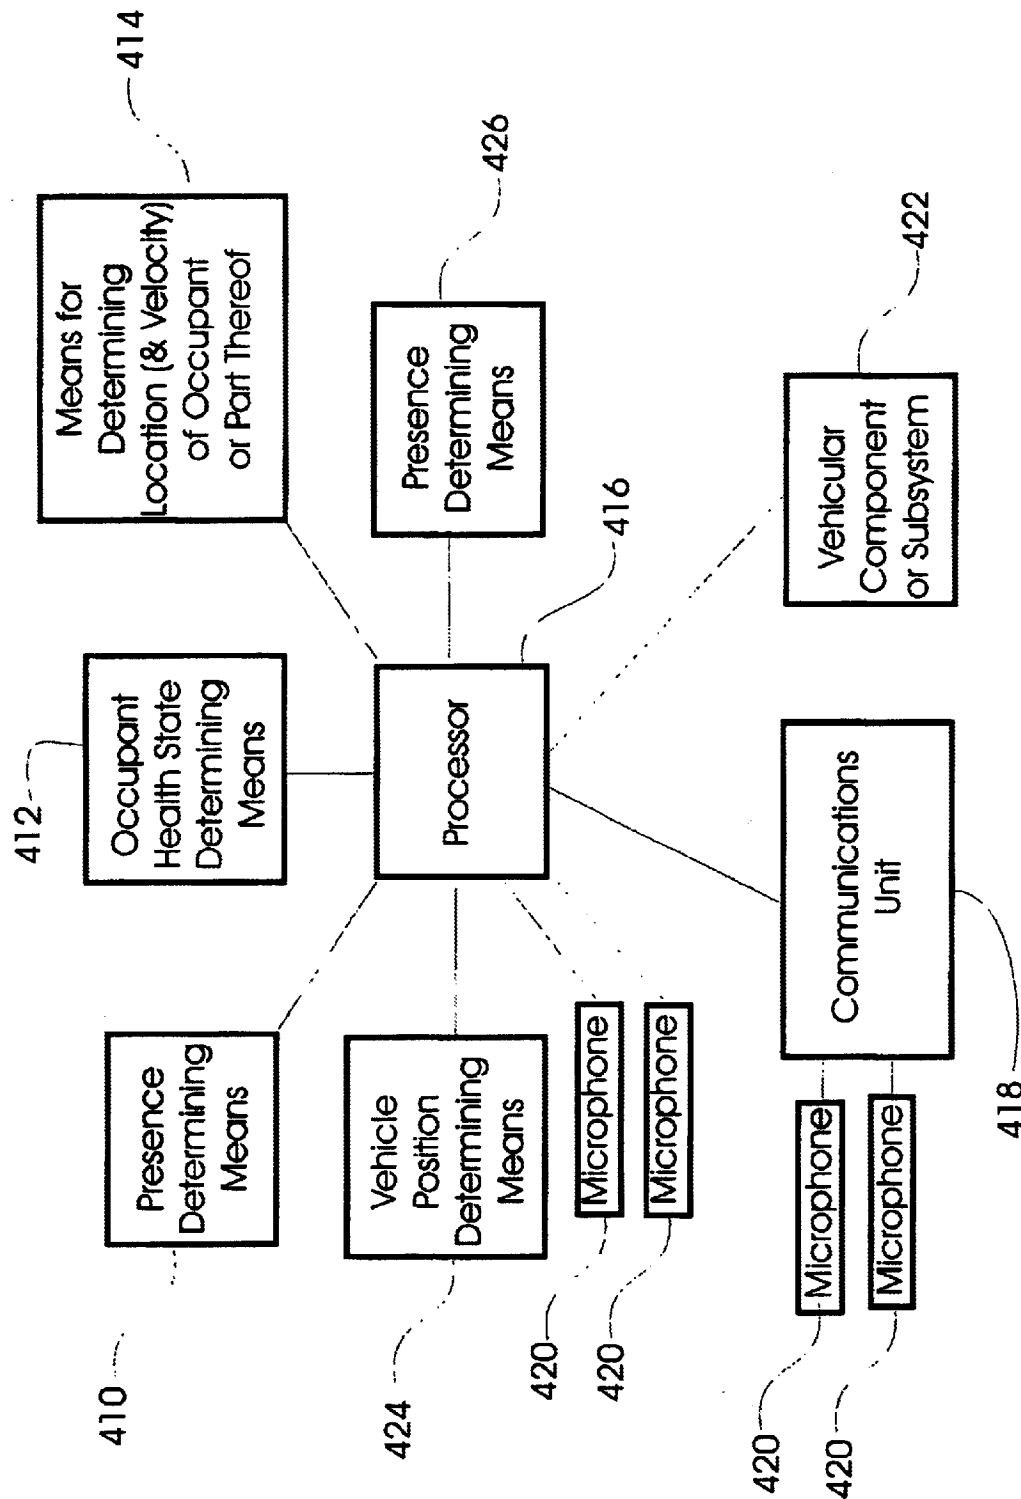 410
Presence
Determining
Means
412
Occupant
Health State
Determining
Means
414
Means for
Determining
Location (& Velocity)
of Occupant
or Part Thereof
424
Vehicle
Position
Determining
Means
Processor
416
Presence
Determining
Means
426
420
Microphone
420
Microphone
420
Microphone
420
Microphone
Communications
Unit
418
Vehicular
Component
or Subsystem
422